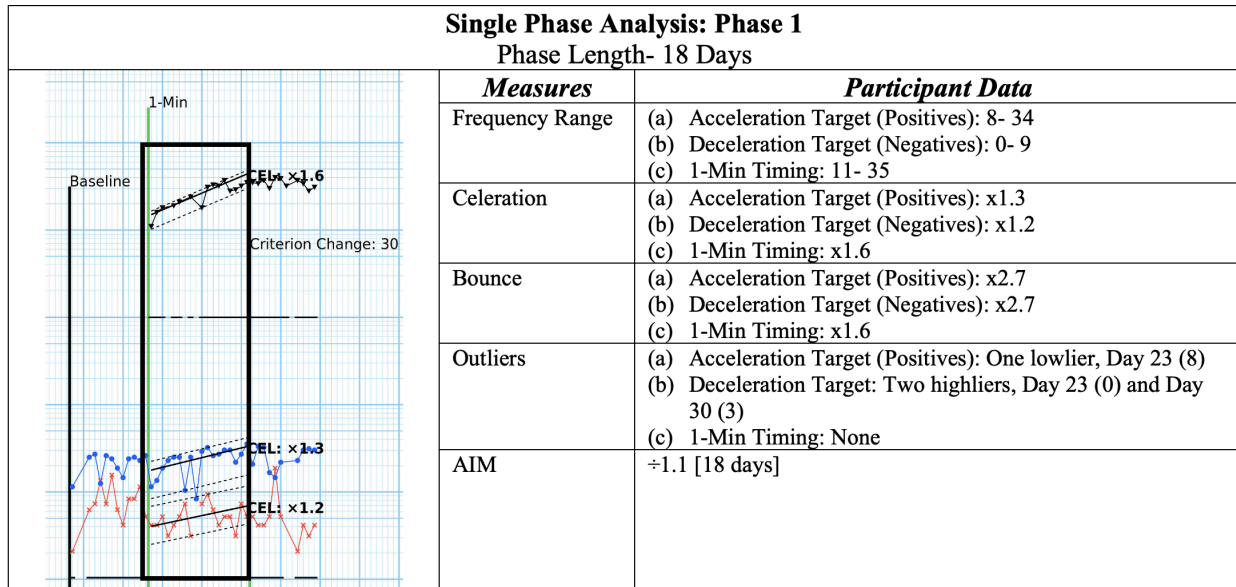 Single Phase Analysis: Phase 1
Phase Length- 18 Days
1-Min
Baseline
CEL: ×1.6
Criterion Change: 30
CEL: ×1.3
CEL: ×1.2
Measures Participant Data
Frequency Range (a) Acceleration Target (Positives): 8- 34
(b) Deceleration Target (Negatives): 0- 9
(c) 1-Min Timing: 11- 35
Celeration (a) Acceleration Target (Positives): x1.3
(b) Deceleration Target (Negatives): x1.2
(c) 1-Min Timing: x1.6
Bounce (a) Acceleration Target (Positives): x2.7
(b) Deceleration Target (Negatives): x2.7
(c) 1-Min Timing: x1.6
Outliers (a) Acceleration Target (Positives): One lowlier, Day 23 (8)
(b) Deceleration Target: Two highliers, Day 23 (0) and Day
30 (3)
(c) 1-Min Timing: None
AIM ÷1.1 [18 days]